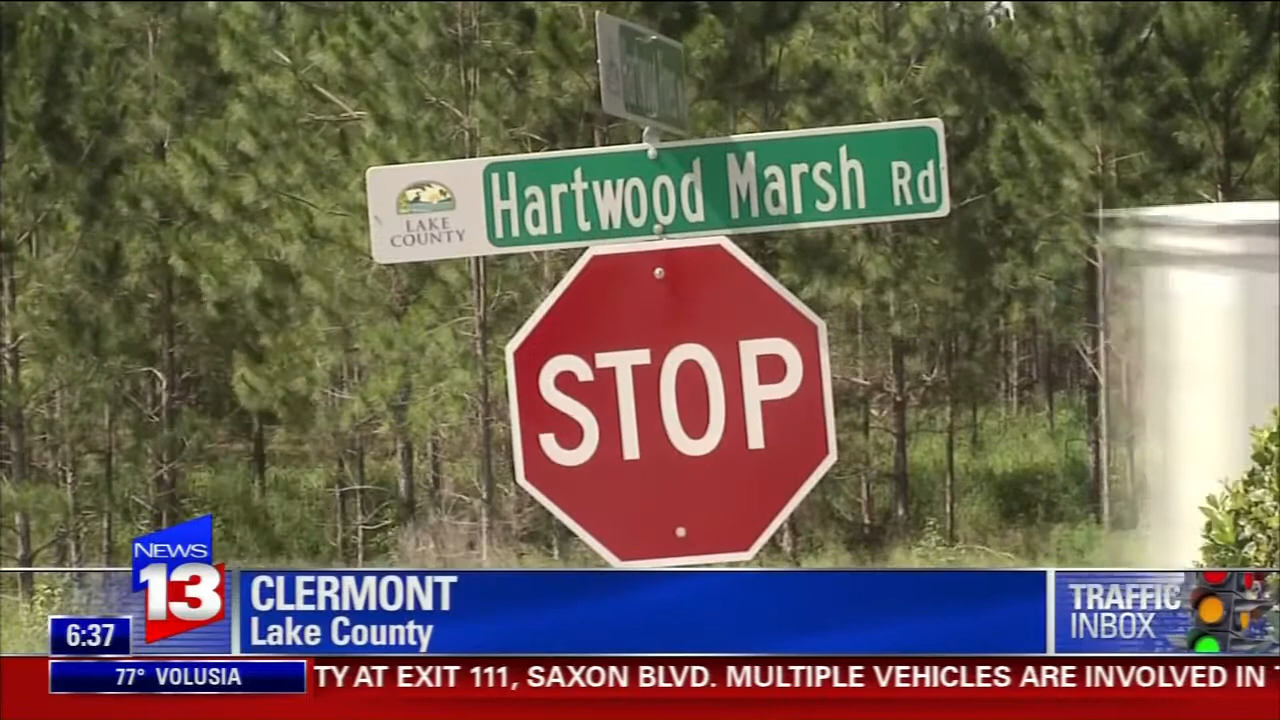 Hartwood Marsh Rd
LAKE
COUNTY
STOP
NEWS
13
CLERMONT
Lake County
TRAFFIC
INBOX
6:37
77° VOLUSIA
TY AT EXIT 111, SAXON BLVD. MULTIPLE VEHICLES ARE INVOLVED IN